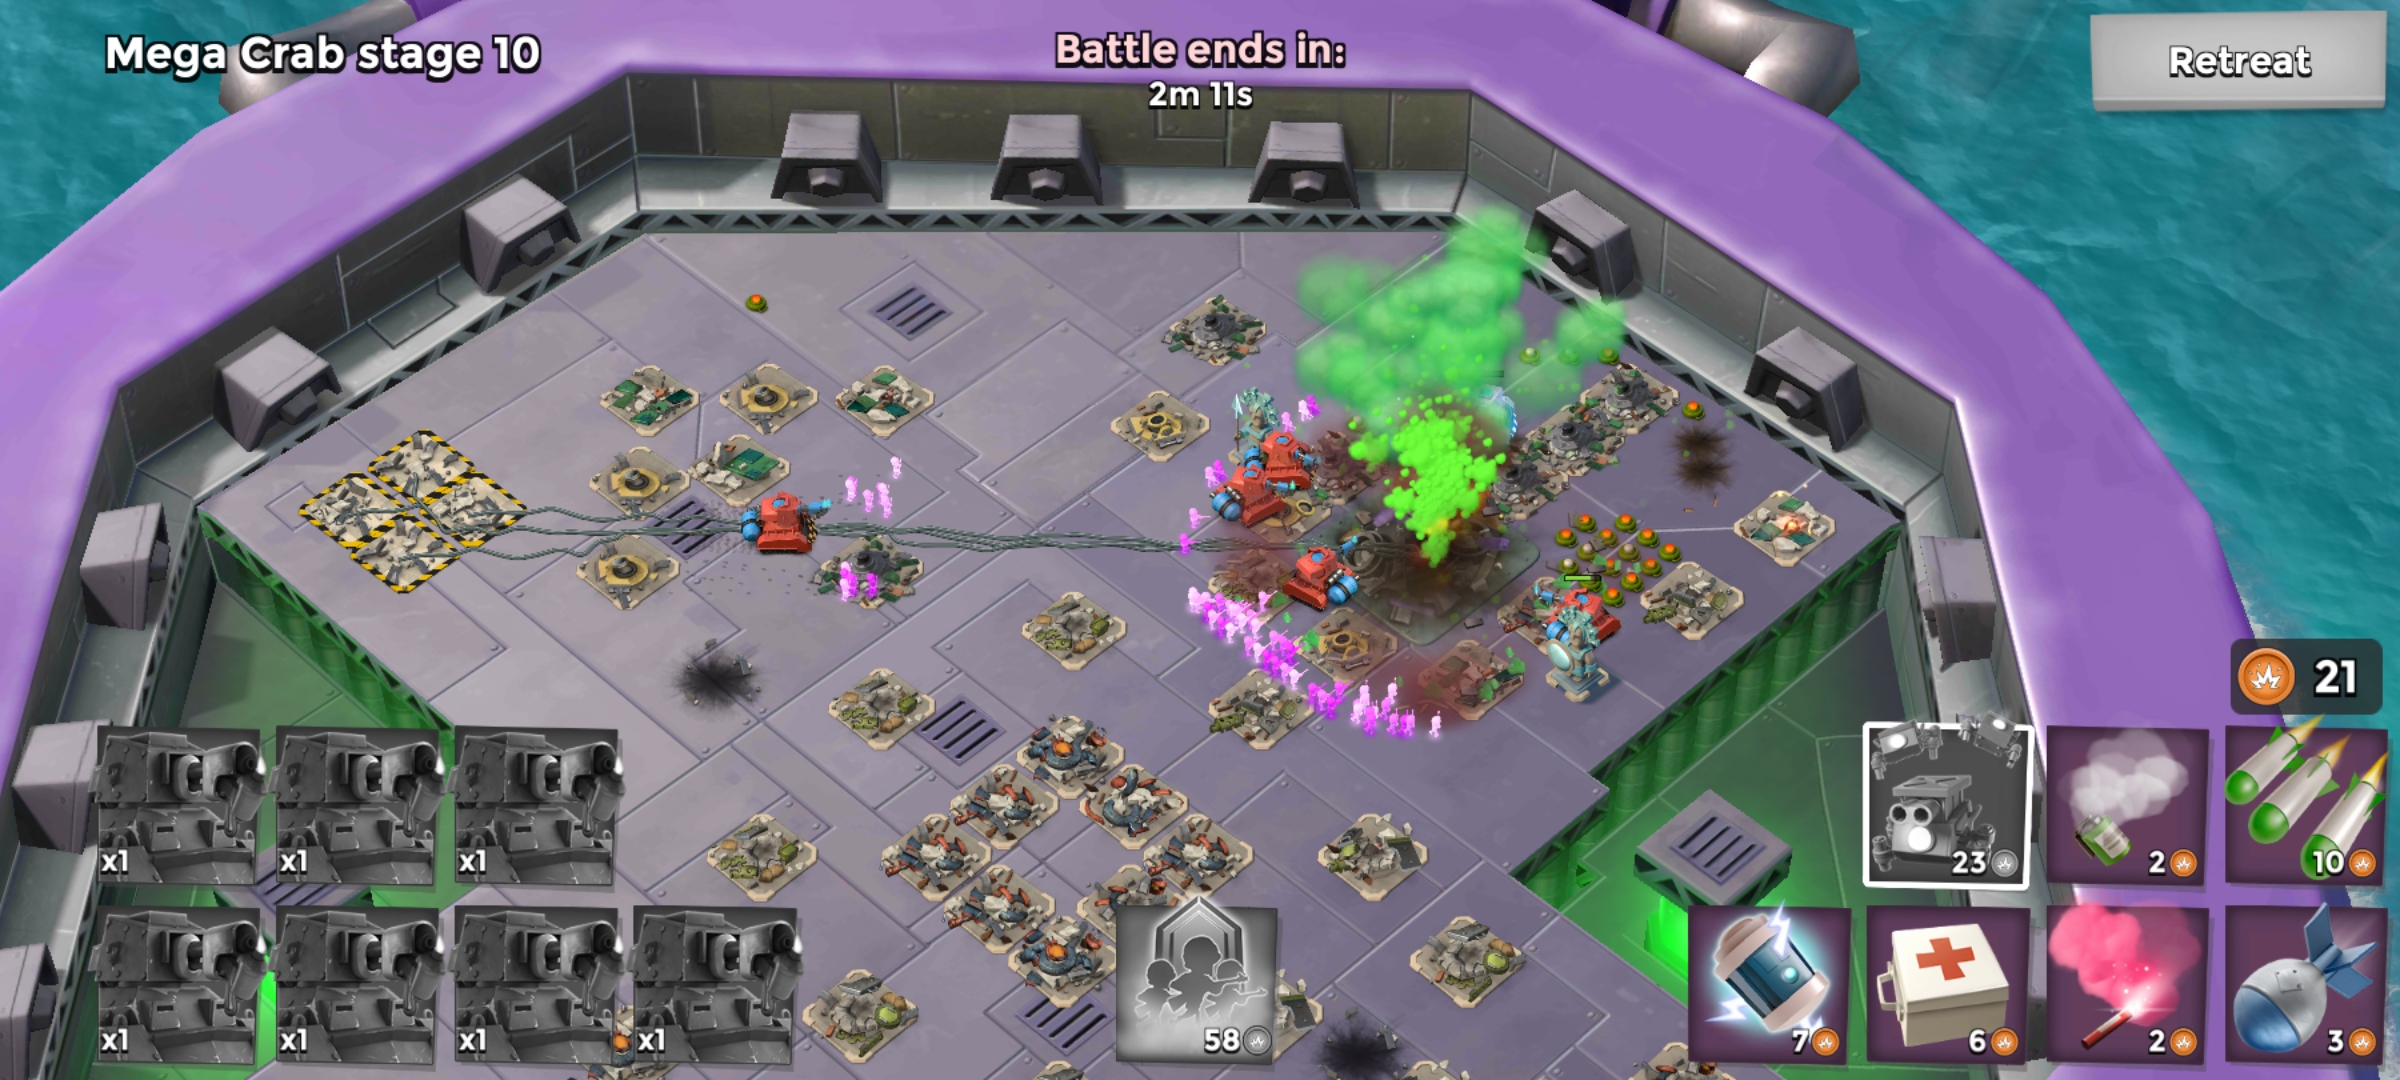 Mega Crab stage 10
Battle ends in:
2m 11s
Retreat
21
23
2
10
x1
x1
x1
x1
x1
x1
x1
58
7
6
2
3